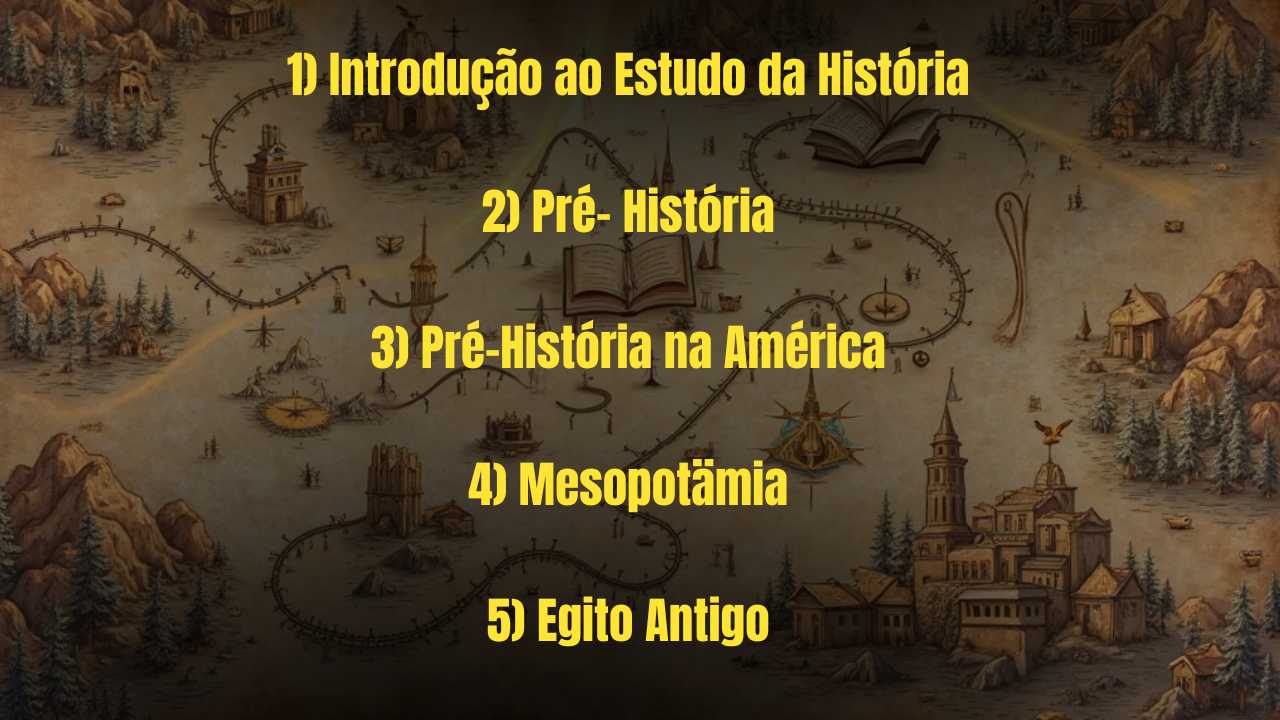 1) Introdução ao Estudo da História
2) Pré- História
3) Pré-História na América
4) Mesopotämia
5) Egito Antigo